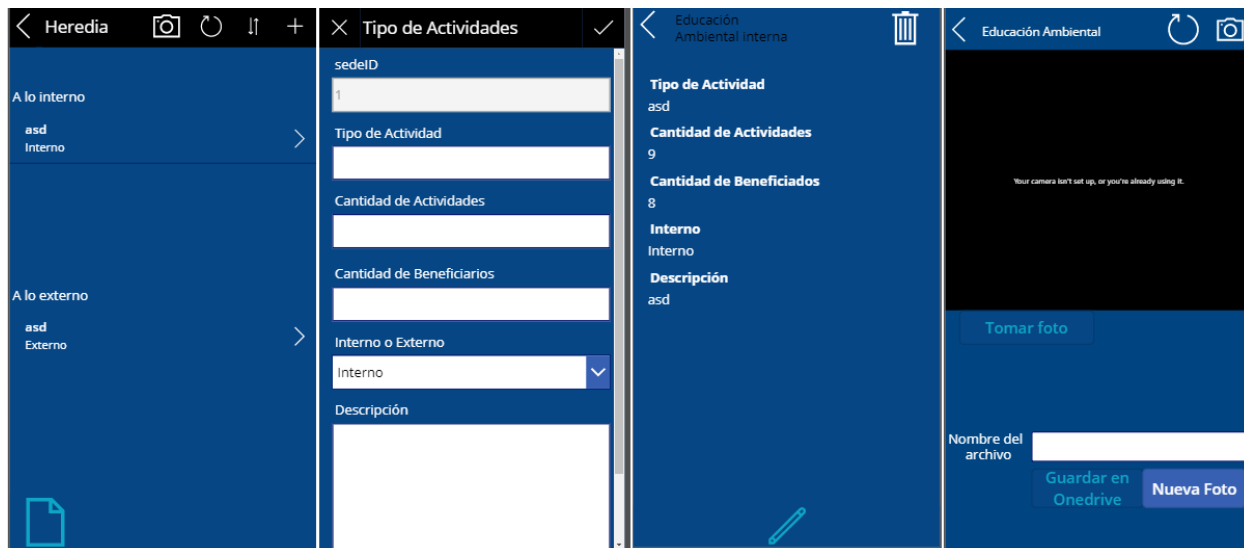 Heredia
A lo interno
asd
Interno
A lo externo
asd
Externo
Tipo de Actividades
sedeID
1
Tipo de Actividad
Cantidad de Actividades
Cantidad de Beneficiarios
Interno o Externo
Interno
Descripción
Educación
Ambiental Interna
Tipo de Actividad
asd
Cantidad de Actividades
9
Cantidad de Beneficiados
8
Interno
Interno
Descripción
asd
Educación Ambiental
Your camera isn't set up, or you're already using it.
Tomar foto
Nombre del
archivo
Guardar en
Onedrive
Nueva Foto